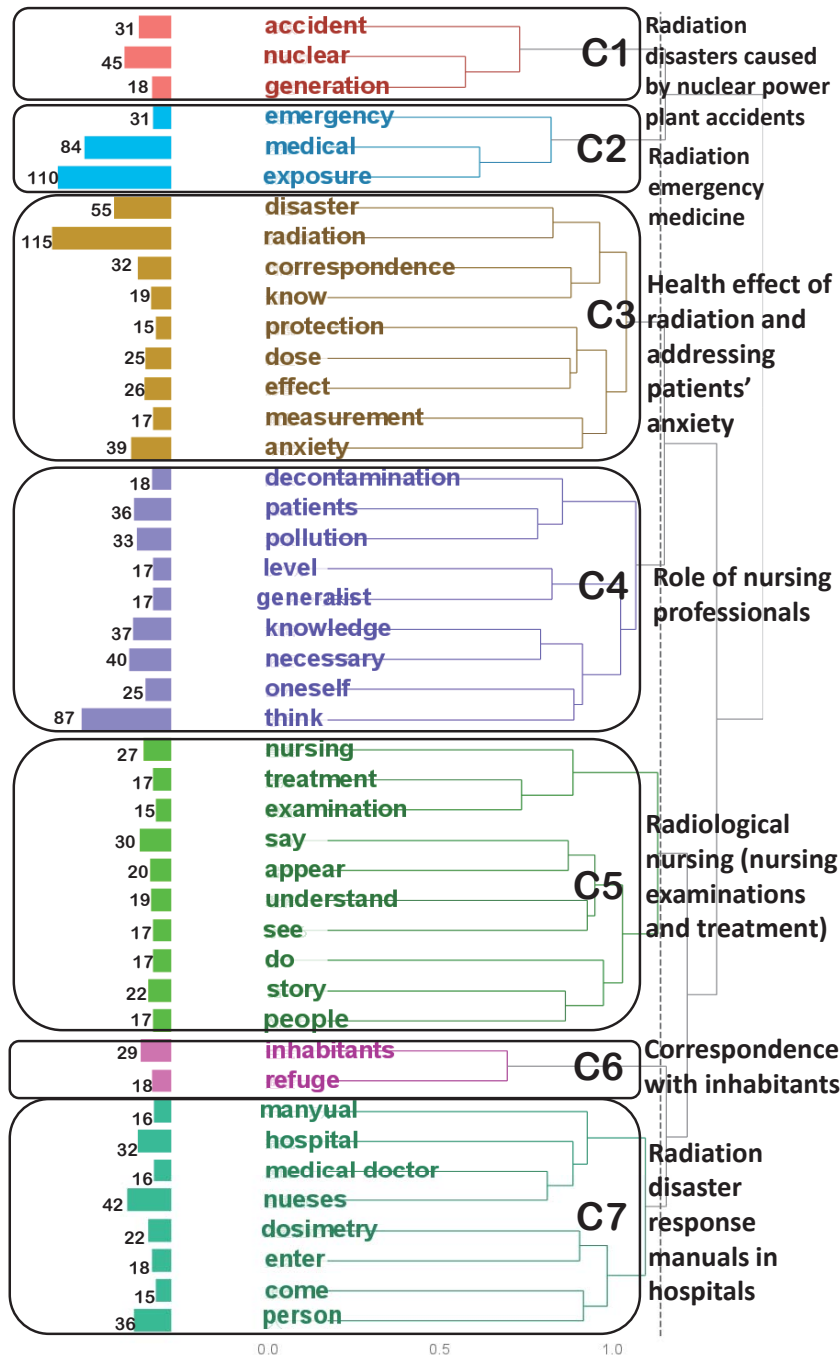 31 accident
45 nuclear
18 generation
C1
Radiation
disasters caused
by nuclear power
plant accidents
31 emergency
84 medical
110 exposure
C2
Radiation
emergency
medicine
55 disaster
115 radiation
32 correspondence
19 know
15 protection
25 dose
26 effect
17 measurement
39 anxiety
C3
Health effect of
radiation and
addressing
patients'
anxiety
18 decontamination
36 patients
33 pollution
17 level
17 generalist
37 knowledge
40 necessary
25 oneself
87 think
C4
Role of nursing
professionals
27 nursing
17 treatment
15 examination
30 say
20 appear
19 understand
17 see
17 do
22 story
17 people
C5
Radiological
nursing (nursing
examinations
and treatment)
29 inhabitants
18 refuge
C6
Correspondence
with inhabitants
16 manyual
32 hospital
16 medical doctor
42 nueses
22 dosimetry
18 enter
15 come
36 person
C7
Radiation
disaster
response
manuals in
hospitals
0.0 0.5 1.0